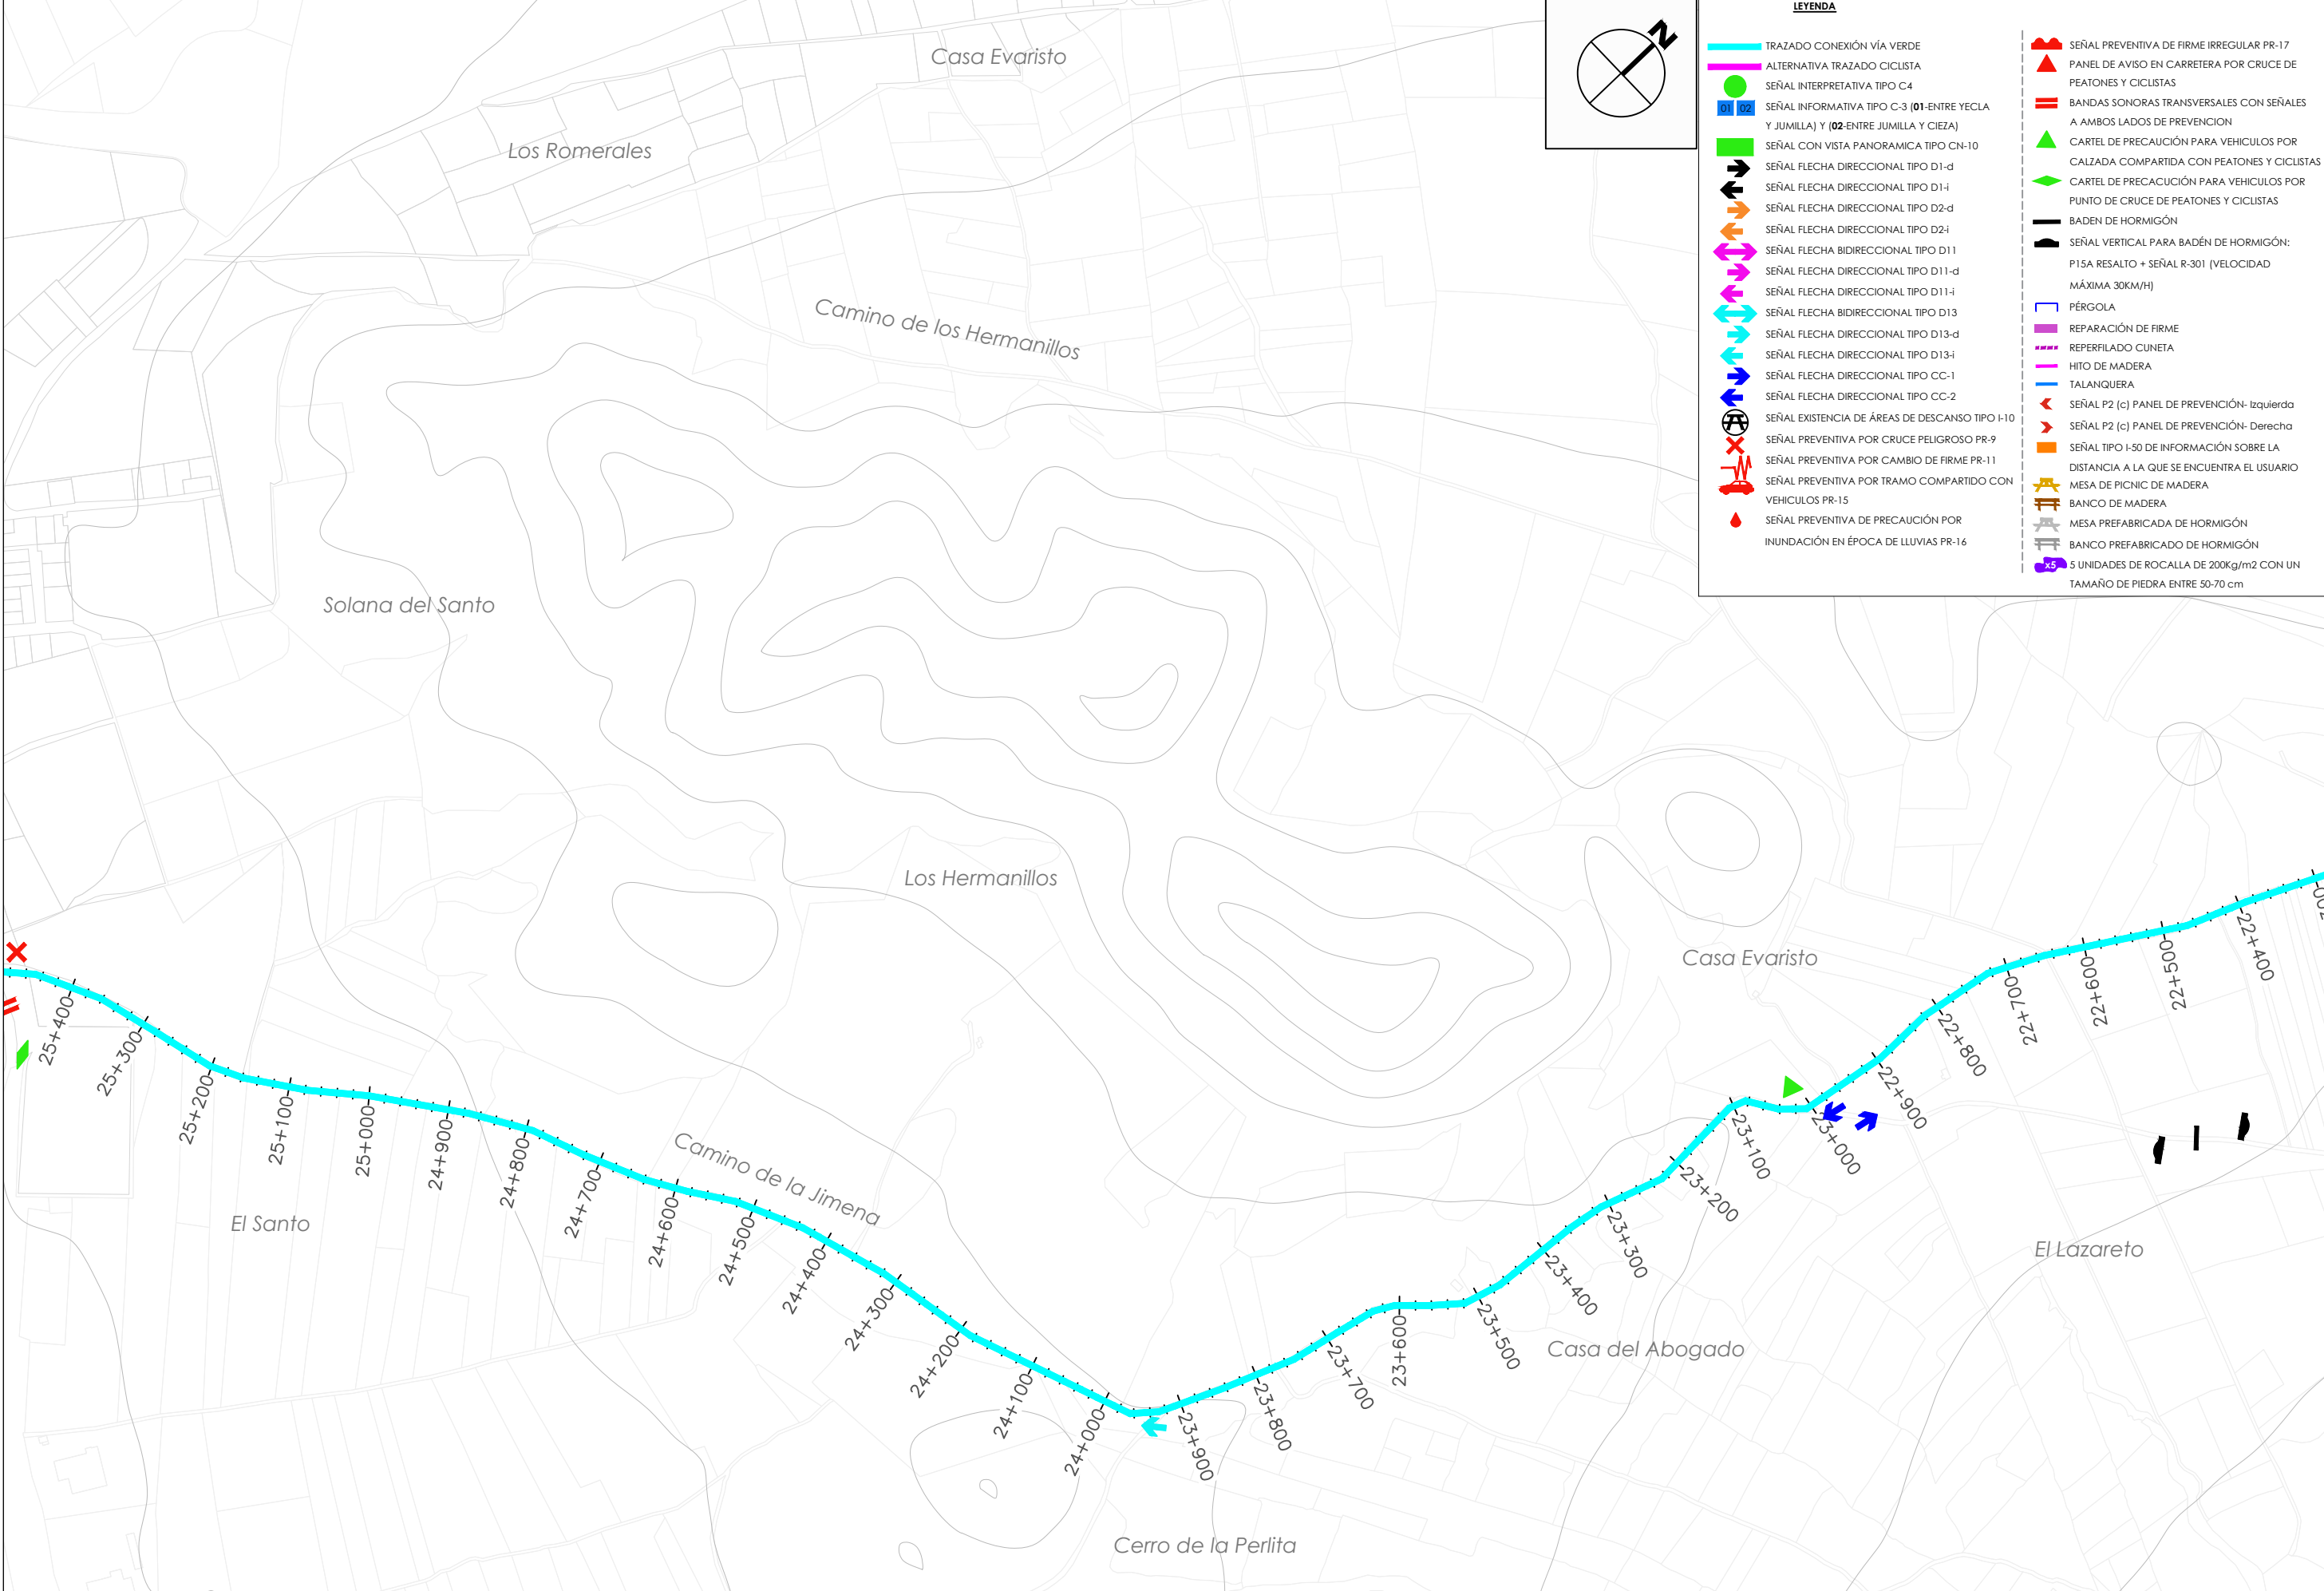 LEYENDA
TRAZADO CONEXIÓN VÍA VERDE
ALTERNATIVA TRAZADO CICLISTA
SEÑAL INTERPRETATIVA TIPO C4
01 02
SEÑAL INFORMATIVA TIPO C-3 (01-ENTRE YECLA
Y JUMILLA) Y (02-ENTRE JUMILLA Y CIEZA)
SEÑAL CON VISTA PANORAMICA TIPO CN-10
SEÑAL FLECHA DIRECCIONAL TIPO D1-d
SEÑAL FLECHA DIRECCIONAL TIPO D1-i
SEÑAL FLECHA DIRECCIONAL TIPO D2-d
SEÑAL FLECHA DIRECCIONAL TIPO D2-i
SEÑAL FLECHA BIDIRECCIONAL TIPO D11
SEÑAL FLECHA DIRECCIONAL TIPO D11-d
SEÑAL FLECHA DIRECCIONAL TIPO D11-i
SEÑAL FLECHA BIDIRECCIONAL TIPO D13
SEÑAL FLECHA DIRECCIONAL TIPO D13-d
SEÑAL FLECHA DIRECCIONAL TIPO D13-i
SEÑAL FLECHA DIRECCIONAL TIPO CC-1
SEÑAL FLECHA DIRECCIONAL TIPO CC-2
SEÑAL EXISTENCIA DE ÁREAS DE DESCANSO TIPO I-10
SEÑAL PREVENTIVA POR CRUCE PELIGROSO PR-9
SEÑAL PREVENTIVA POR CAMBIO DE FIRME PR-11
SEÑAL PREVENTIVA POR TRAMO COMPARTIDO CON
VEHICULOS PR-15
SEÑAL PREVENTIVA DE PRECAUCIÓN POR
INUNDACIÓN EN ÉPOCA DE LLUVIAS PR-16
SEÑAL PREVENTIVA DE FIRME IRREGULAR PR-17
PANEL DE AVISO EN CARRETERA POR CRUCE DE
PEATONES Y CICLISTAS
BANDAS SONORAS TRANSVERSALES CON SEÑALES
A AMBOS LADOS DE PREVENCION
CARTEL DE PRECAUCIÓN PARA VEHICULOS POR
CALZADA COMPARTIDA CON PEATONES Y CICLISTAS
CARTEL DE PRECACUCIÓN PARA VEHICULOS POR
PUNTO DE CRUCE DE PEATONES Y CICLISTAS
BADEN DE HORMIGÓN
SEÑAL VERTICAL PARA BADÉN DE HORMIGÓN:
P15A RESALTO + SEÑAL R-301 (VELOCIDAD
MÁXIMA 30KM/H)
PÉRGOLA
REPARACIÓN DE FIRME
REPERFILADO CUNETA
HITO DE MADERA
TALANQUERA
SEÑAL P2 (c) PANEL DE PREVENCIÓN- Izquierda
SEÑAL P2 (c) PANEL DE PREVENCIÓN- Derecha
SEÑAL TIPO I-50 DE INFORMACIÓN SOBRE LA
DISTANCIA A LA QUE SE ENCUENTRA EL USUARIO
MESA DE PICNIC DE MADERA
BANCO DE MADERA
MESA PREFABRICADA DE HORMIGÓN
BANCO PREFABRICADO DE HORMIGÓN
x5
5 UNIDADES DE ROCALLA DE 200Kg/m2 CON UN
TAMAÑO DE PIEDRA ENTRE 50-70 cm
N
Casa Evaristo
Los Romerales
Camino de los Hermanillos
Solana del Santo
Los Hermanillos
Casa Evaristo
Camino de la Jimena
El Santo
El Lazareto
Casa del Abogado
Cerro de la Perlita
25+400
25+300
25+200
25+100
25+000
24+900
24+800
24+700
24+600
24+500
24+400
24+300
24+200
24+100
24+000
23+900
23+800
23+700
23+600
23+500
23+400
23+300
23+200
23+100
23+000
22+900
22+800
22+700
22+600
22+500
22+400